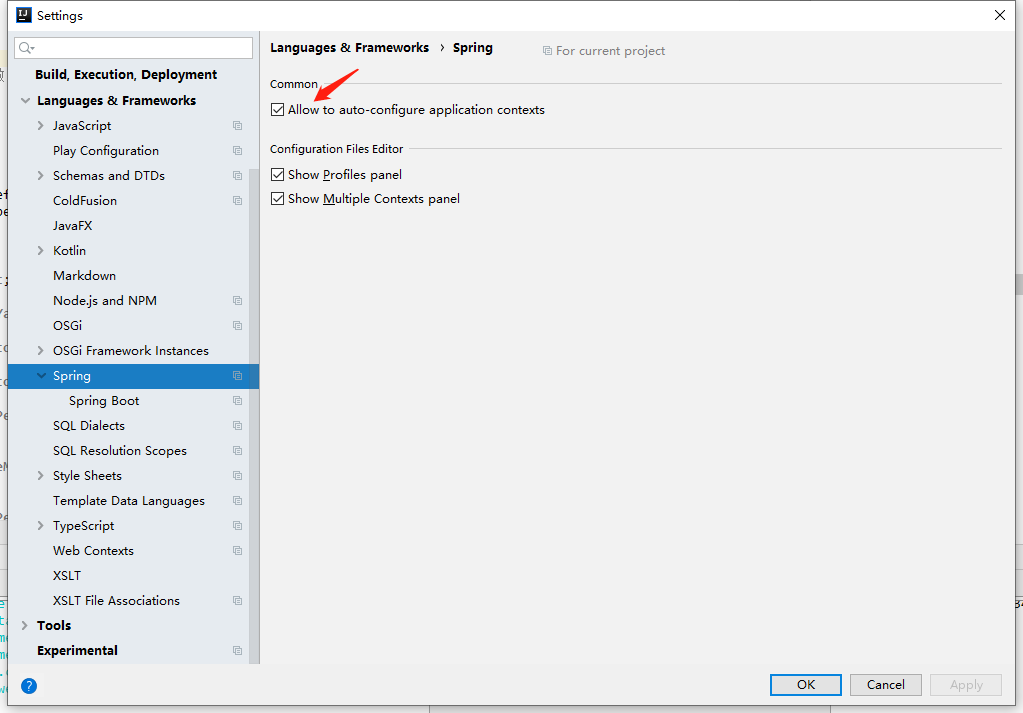 Settings
Build, Execution, Deployment
Languages & Frameworks
JavaScript
Play Configuration
Schemas and DTDs
ColdFusion
JavaFX
Kotlin
Markdown
Node.js and NPM
OSGi
OSGi Framework Instances
Spring
Spring Boot
SQL Dialects
SQL Resolution Scopes
Style Sheets
Template Data Languages
TypeScript
Web Contexts
XSLT
XSLT File Associations
Tools
Experimental
Languages & Frameworks › Spring For current project
Common
Allow to auto-configure application contexts
Configuration Files Editor
Show Profiles panel
Show Multiple Contexts panel
?
OK Cancel Apply